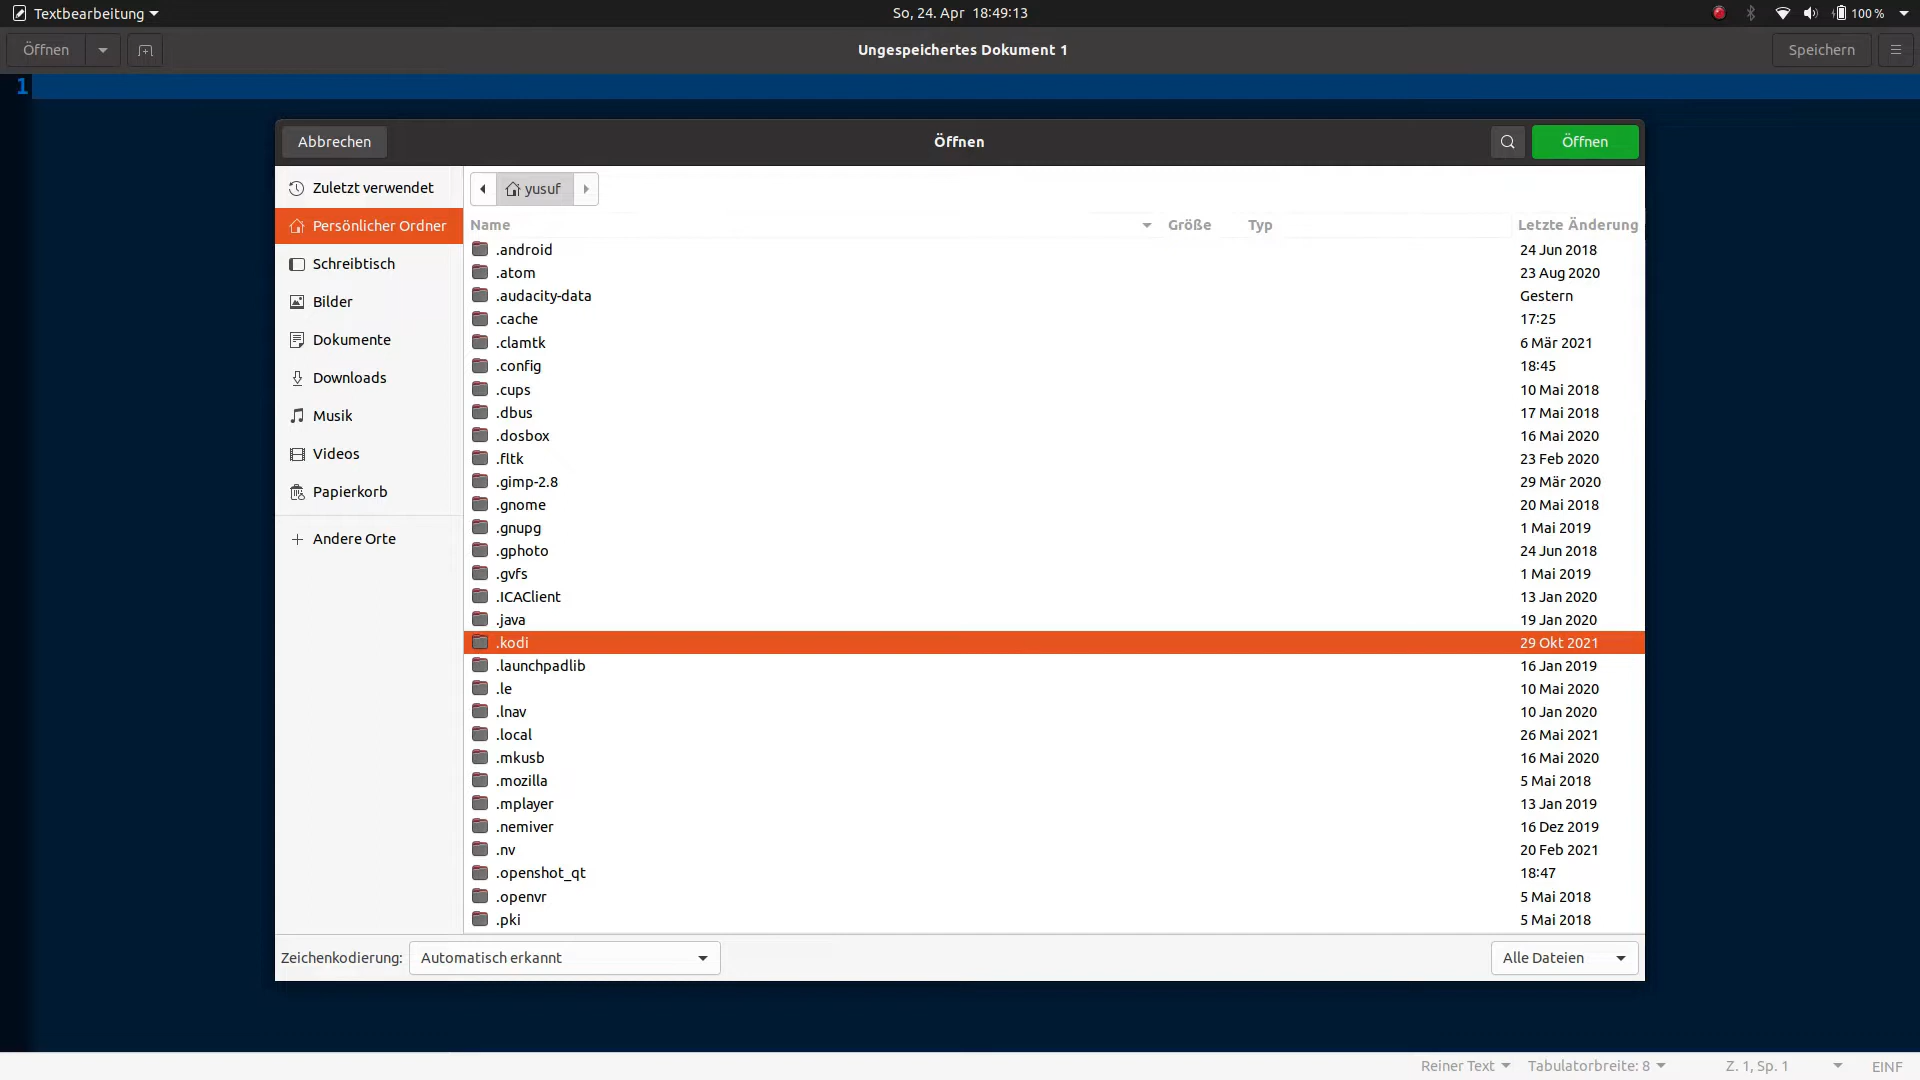 Textbearbeitung
So, 24. Apr 18:49:13
100 %
Öffnen
Ungespeichertes Dokument 1
Speichern
1
Abbrechen
Öffnen
Öffnen
Zuletzt verwendet
Persönlicher Ordner
Schreibtisch
Bilder
Dokumente
Downloads
Musik
Videos
Papierkorb
Andere Orte
yusuf
Name Größe Typ Letzte Änderung
.android 24 Jun 2018
.atom 23 Aug 2020
.audacity-data Gestern
.cache 17:25
.clamtk 6 Mär 2021
.config 18:45
.cups 10 Mai 2018
.dbus 17 Mai 2018
.dosbox 16 Mai 2020
.fltk 23 Feb 2020
.gimp-2.8 29 Mär 2020
.gnome 20 Mai 2018
.gnupg 1 Mai 2019
.gphoto 24 Jun 2018
.gvfs 1 Mai 2019
.ICAClient 13 Jan 2020
.java 19 Jan 2020
.kodi 29 Okt 2021
.launchpadlib 16 Jan 2019
.le 10 Mai 2020
.lnav 10 Jan 2020
.local 26 Mai 2021
.mkusb 16 Mai 2020
.mozilla 5 Mai 2018
.mplayer 13 Jan 2019
.nemiver 16 Dez 2019
.nv 20 Feb 2021
.openshot_qt 18:47
.openvr 5 Mai 2018
.pki 5 Mai 2018
Zeichenkodierung: Automatisch erkannt Alle Dateien
Reiner Text Tabulatorbreite: 8 Z. 1, Sp. 1 EINF